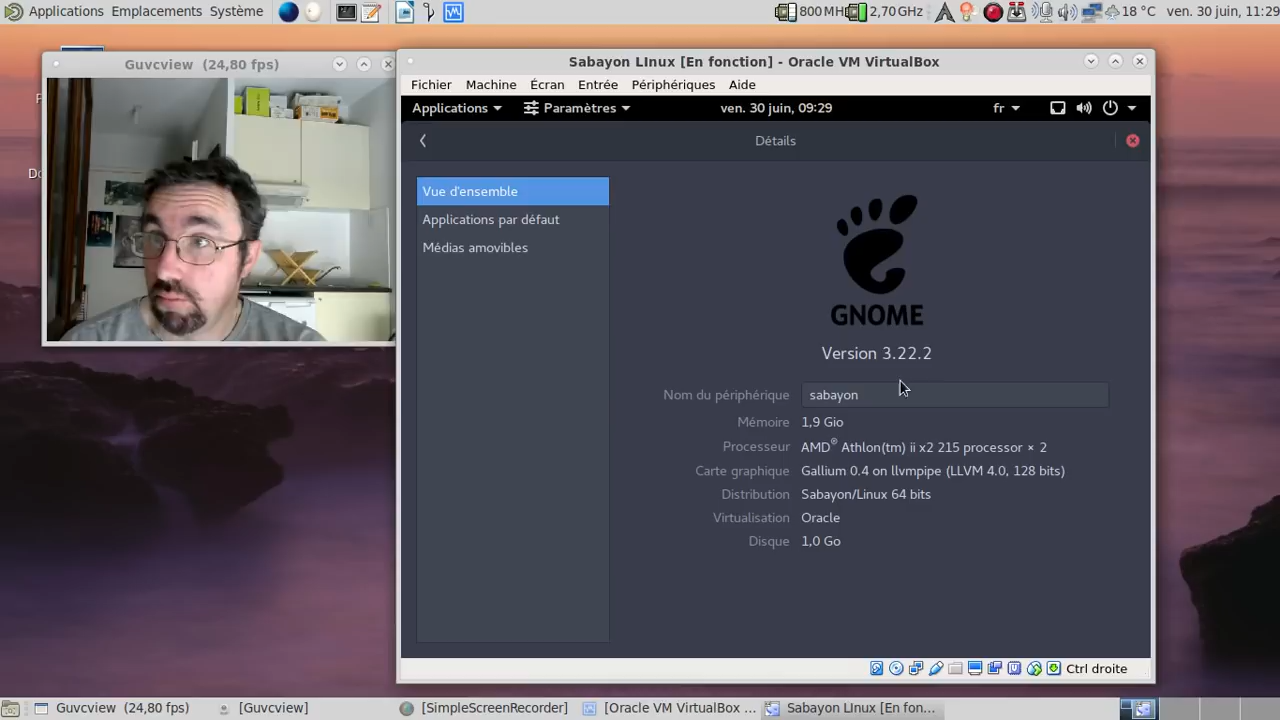 Applications Emplacements Système 800 MH 2,70 GHz 18 °C ven. 30 juin, 11:29
Guvcview (24,80 fps)
Sabayon LInux [En fonction] - Oracle VM VirtualBox
Fichier Machine Écran Entrée Périphériques Aide
Applications Paramètres ven. 30 juin, 09:29 fr
Détails
Vue d'ensemble
Applications par défaut
Médias amovibles
GNOME
Version 3.22.2
Nom du périphérique sabayon
Mémoire 1,9 Gio
Processeur AMD® Athlon(tm) ii x2 215 processor × 2
Carte graphique Gallium 0.4 on llvmpipe (LLVM 4.0, 128 bits)
Distribution Sabayon/Linux 64 bits
Virtualisation Oracle
Disque 1,0 Go
Ctrl droite
Guvcview (24,80 fps) [Guvcview] [SimpleScreenRecorder] [Oracle VM VirtualBox ... Sabayon LInux [En fon...